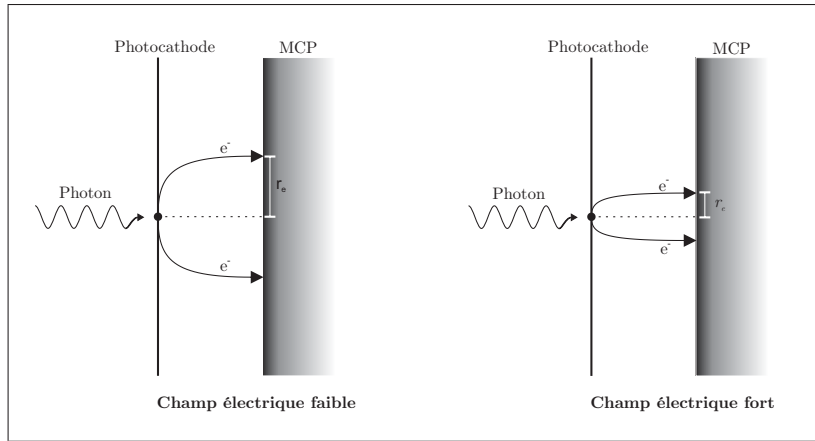 Photocathode
MCP
e-
Photon
re
e-
Champ électrique faible
Photocathode
MCP
e-
Photon
re
e-
Champ électrique fort